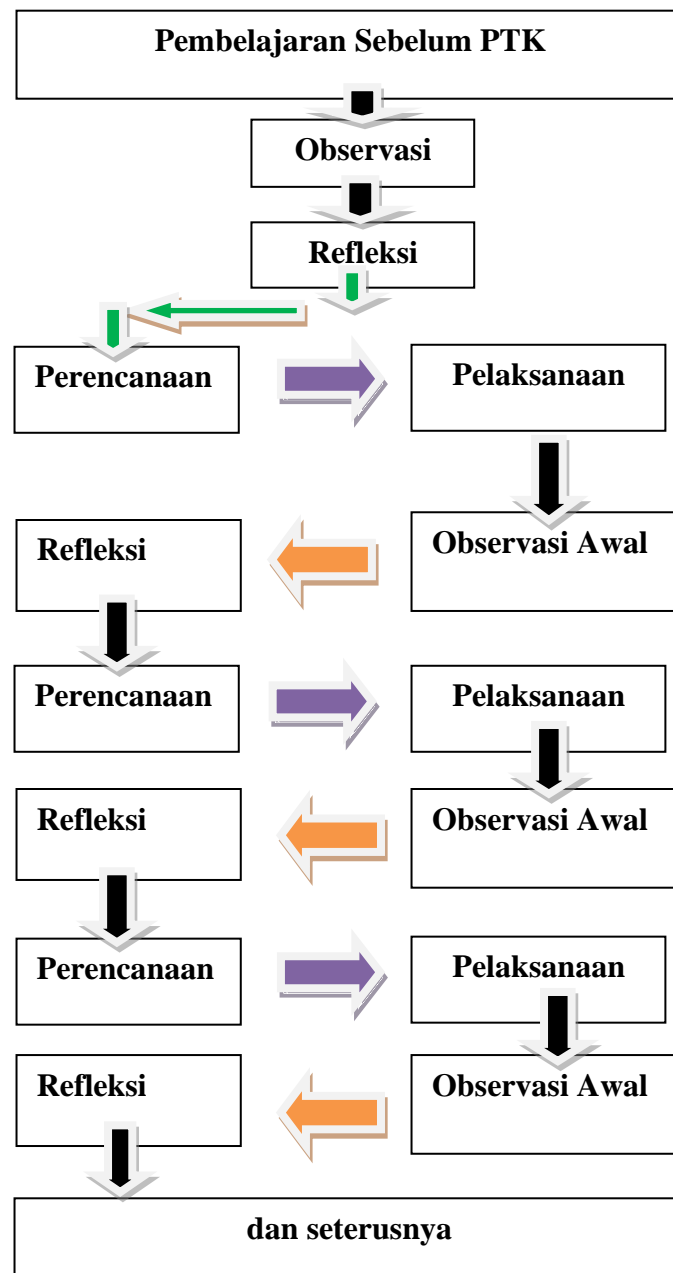 Pembelajaran Sebelum PTK
Observasi
Refleksi
Perencanaan
Pelaksanaan
Refleksi
Observasi Awal
Perencanaan
Pelaksanaan
Refleksi
Observasi Awal
Perencanaan
Pelaksanaan
Refleksi
Observasi Awal
dan seterusnya